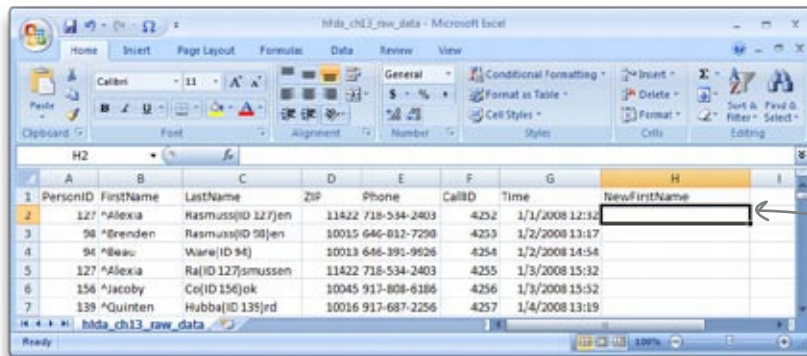 hfda_ch13_raw_data - Microsoft Excel
Home Insert Page Layout Formulas Data Review View
Paste
Clipboard
Calibri 11 A A
B I U A
Font
Alignment
General
$ % ,
Number
Conditional Formatting
Format as Table
Cell Styles
Styles
Insert
Delete
Format
Cells
Σ
Sort & Filter
Find & Select
Editing
H2 fx
A B C D E F G H I
1 PersonID FirstName LastName ZIP Phone CallID Time NewFirstName
2 127 ^Alexia Rasmuss(ID 127)en 11422 718-534-2403 4252 1/1/2008 12:32
3 98 ^Brenden Rasmuss(ID 98)en 10015 646-812-7298 4253 1/2/2008 13:17
4 94 ^Beau Ware(ID 94) 10013 646-391-9926 4254 1/2/2008 14:54
5 127 ^Alexia Ra(ID 127)smussen 11422 718-534-2403 4255 1/3/2008 15:32
6 156 ^Jacoby Co(ID 156)ok 10045 917-808-6186 4256 1/3/2008 15:52
7 139 ^Quinten Hubba(ID 139)rd 10016 917-687-2256 4257 1/4/2008 13:19
hfda_ch13_raw_data
Ready 100%